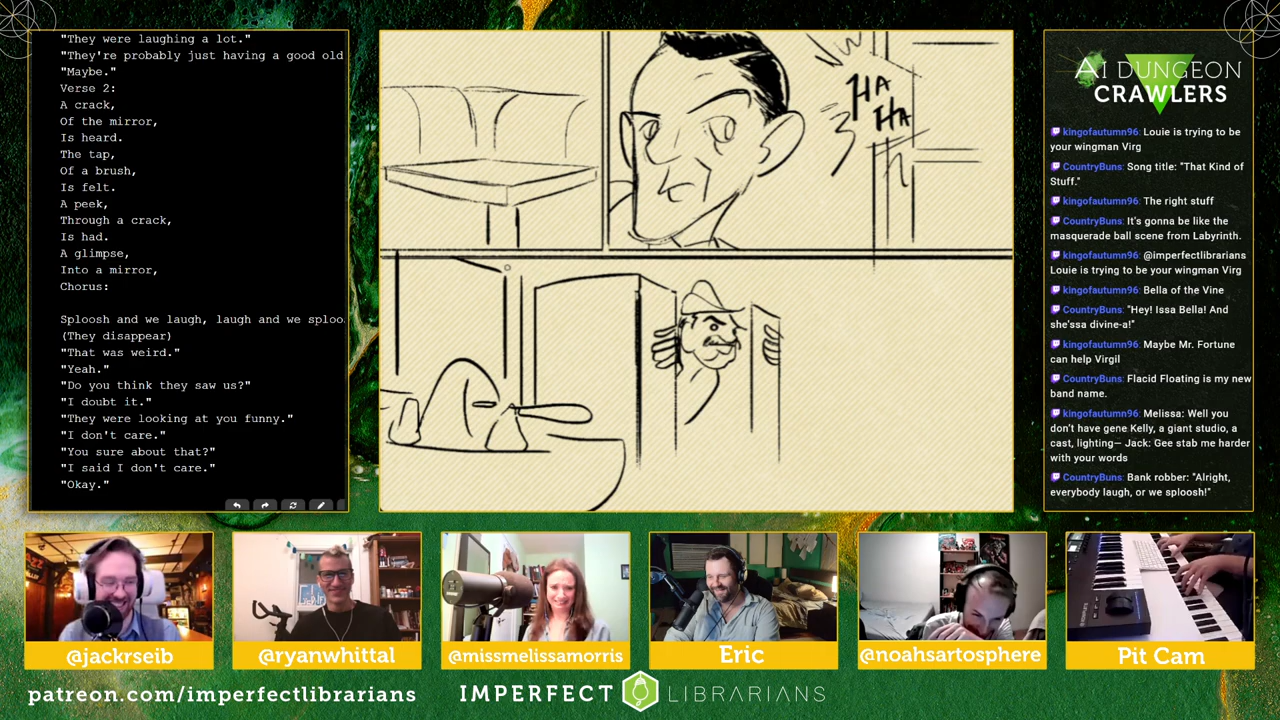 "They were laughing a lot."
"They're probably just having a good old
"Maybe."
Verse 2:
A crack,
Of the mirror,
Is heard.
The tap,
Of a brush,
Is felt.
A peek,
Through a crack,
Is had.
A glimpse,
Into a mirror,
Chorus:
Sploosh and we laugh, laugh and we sploo
(They disappear)
"That was weird."
"Yeah."
"Do you think they saw us?"
"I doubt it."
"They were looking at you funny."
"I don't care."
"You sure about that?"
"I said I don't care."
"Okay."
HA
HA
AI DUNGEON
CRAWLERS
kingofautumn96: Louie is trying to be
your wingman Virg
CountryBuns: Song title: "That Kind of
Stuff."
kingofautumn96: The right stuff
CountryBuns: It's gonna be like the
masquerade ball scene from Labyrinth.
kingofautumn96: @imperfectlibrarians
Louie is trying to be your wingman Virg
kingofautumn96: Bella of the Vine
CountryBuns: "Hey! Issa Bella! And
she'ssa divine-a!"
kingofautumn96: Maybe Mr. Fortune
can help Virgil
CountryBuns: Flacid Floating is my new
band name.
kingofautumn96: Melissa: Well you
don't have gene Kelly, a giant studio, a
cast, lighting— Jack: Gee stab me harder
with your words
CountryBuns: Bank robber: "Alright,
everybody laugh, or we sploosh!"
@jackrseib
@ryanwhittal
@missmelissamorris
Eric
@noahsartosphere
Pit Cam
patreon.com/imperfectlibrarians
IMPERFECT LIBRARIANS